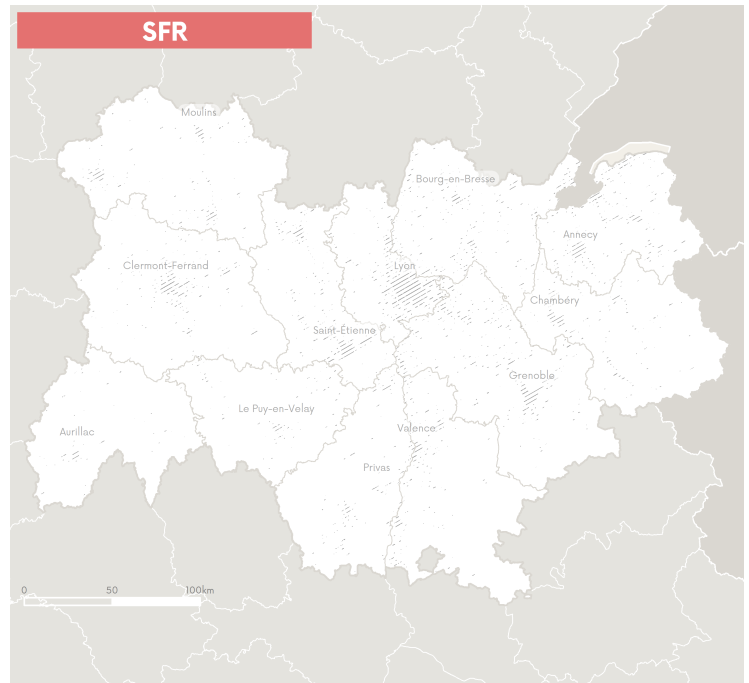 SFR
Moulins
Bourg-en-Bresse
Annecy
Clermont-Ferrand
Lyon
Chambéry
Saint-Étienne
Grenoble
Le Puy-en-Velay
Aurillac
Valence
Privas
0 50 100km